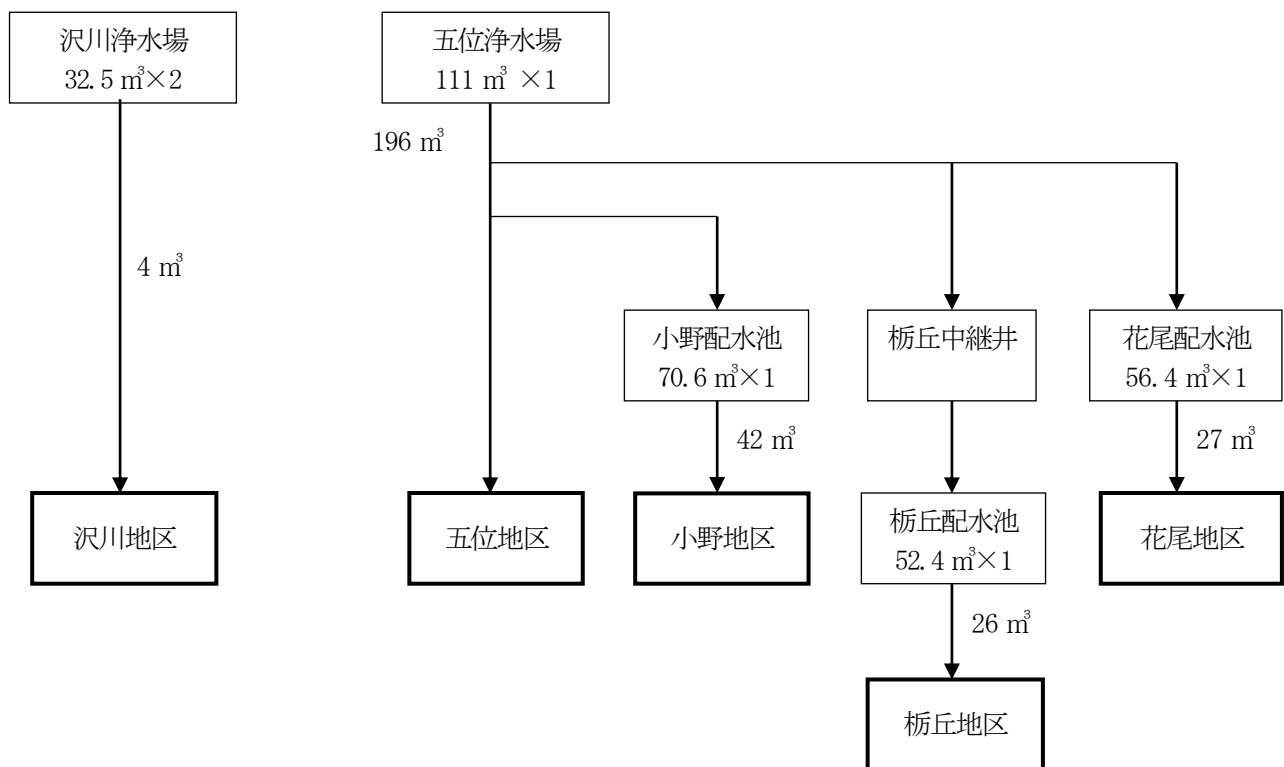 沢川浄水場
32.5 ㎥×2
五位浄水場
111 ㎥ ×1
196 ㎥
4 ㎥
小野配水池
70.6 ㎥×1
栃丘中継井
花尾配水池
56.4 ㎥×1
42 ㎥
27 ㎥
沢川地区
五位地区
小野地区
栃丘配水池
52.4 ㎥×1
花尾地区
26 ㎥
栃丘地区